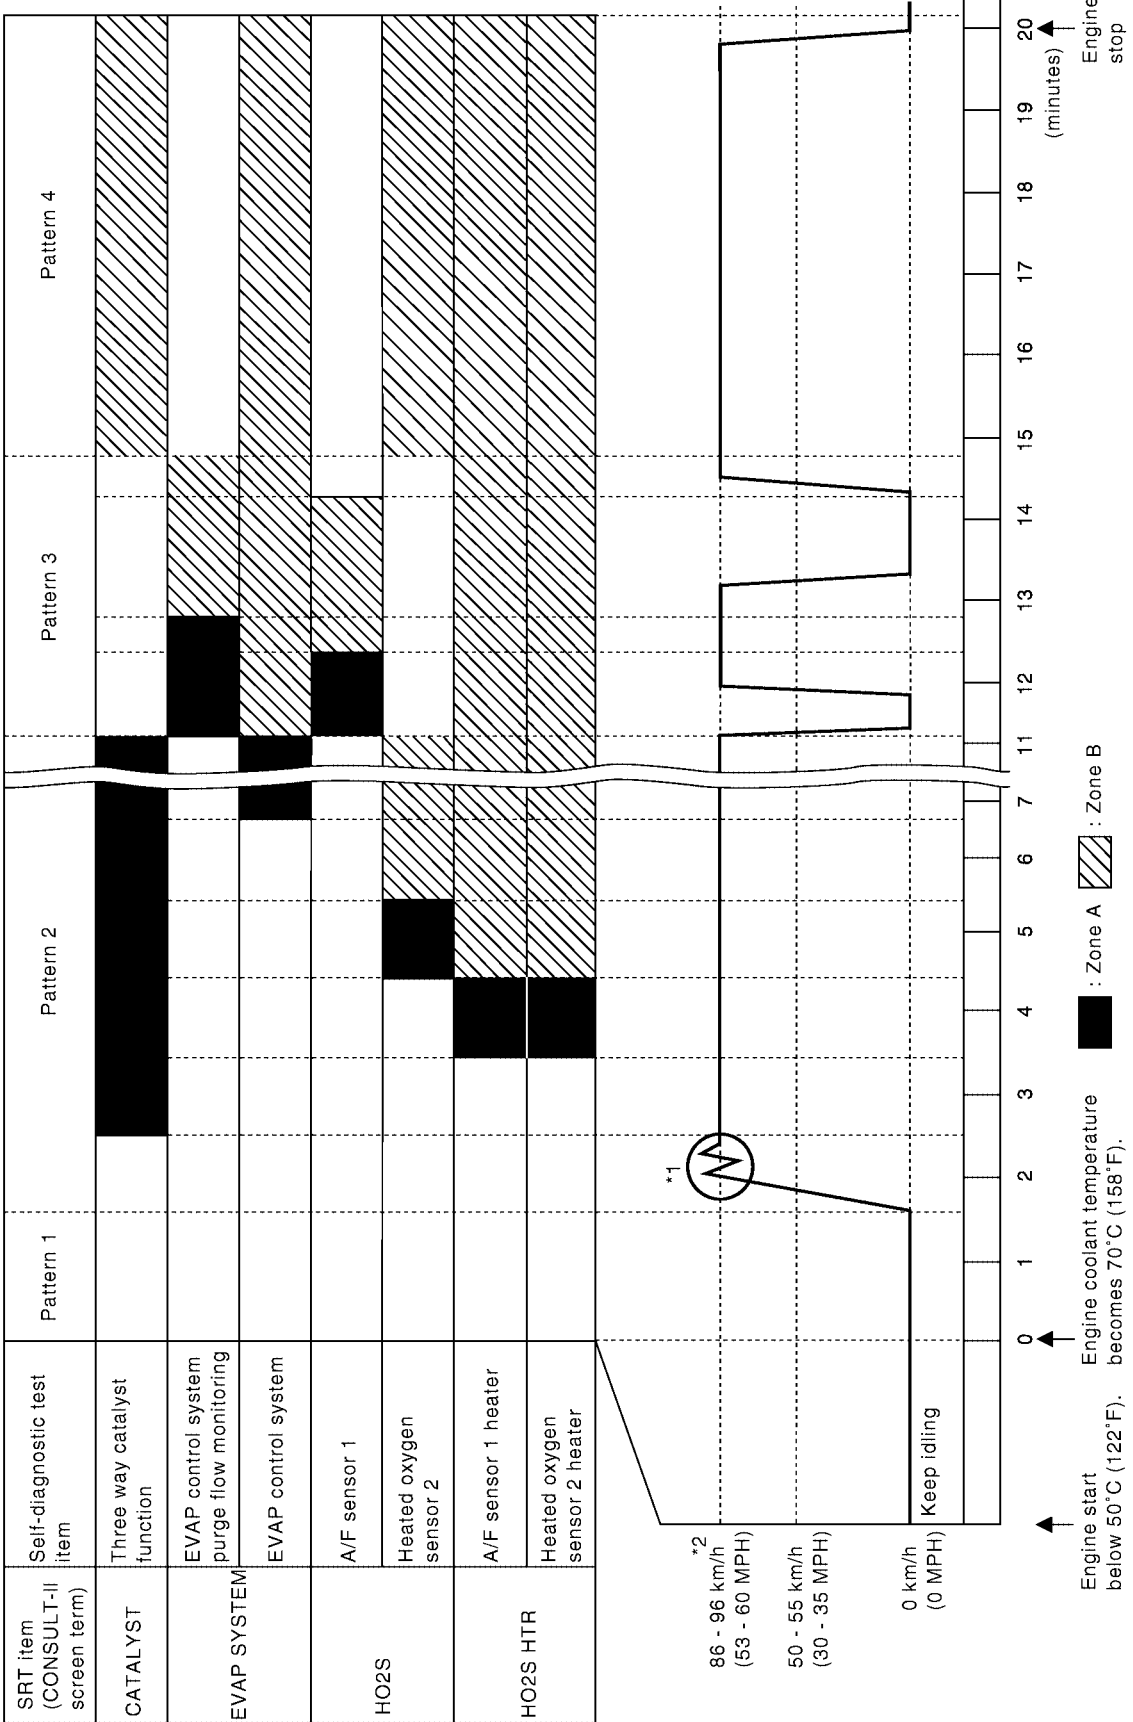 SRT item
(CONSULT-II
screen term)
Self-diagnostic test
item
Pattern 1
Pattern 2
Pattern 3
Pattern 4
CATALYST
Three way catalyst
function
EVAP SYSTEM
EVAP control system
purge flow monitoring
EVAP control system
HO2S
A/F sensor 1
Heated oxygen
sensor 2
HO2S HTR
A/F sensor 1 heater
Heated oxygen
sensor 2 heater
*1
*2
86 - 96 km/h
(53 - 60 MPH)
50 - 55 km/h
(30 - 35 MPH)
0 km/h
(0 MPH)
Keep idling
0 1 2 3 4 5 6 7 11 12 13 14 15 16 17 18 19 20
(minutes)
Engine start
below 50˚C (122˚F).
Engine coolant temperature
becomes 70˚C (158˚F).
: Zone A
: Zone B
Engine
stop